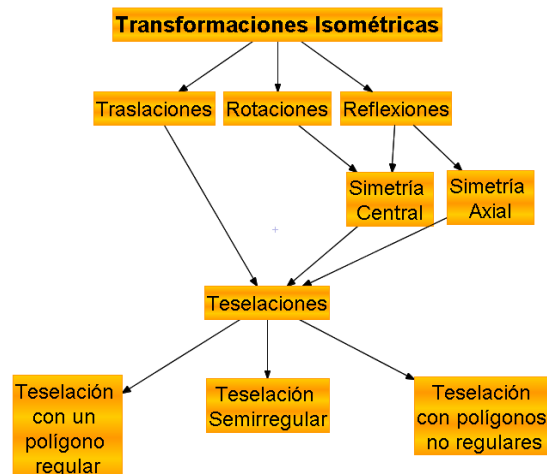 Transformaciones Isométricas
Traslaciones
Rotaciones
Reflexiones
Simetría
Central
Simetría
Axial
Teselaciones
Teselación
con un
polígono
regular
Teselación
Semirregular
Teselación
con polígonos
no regulares